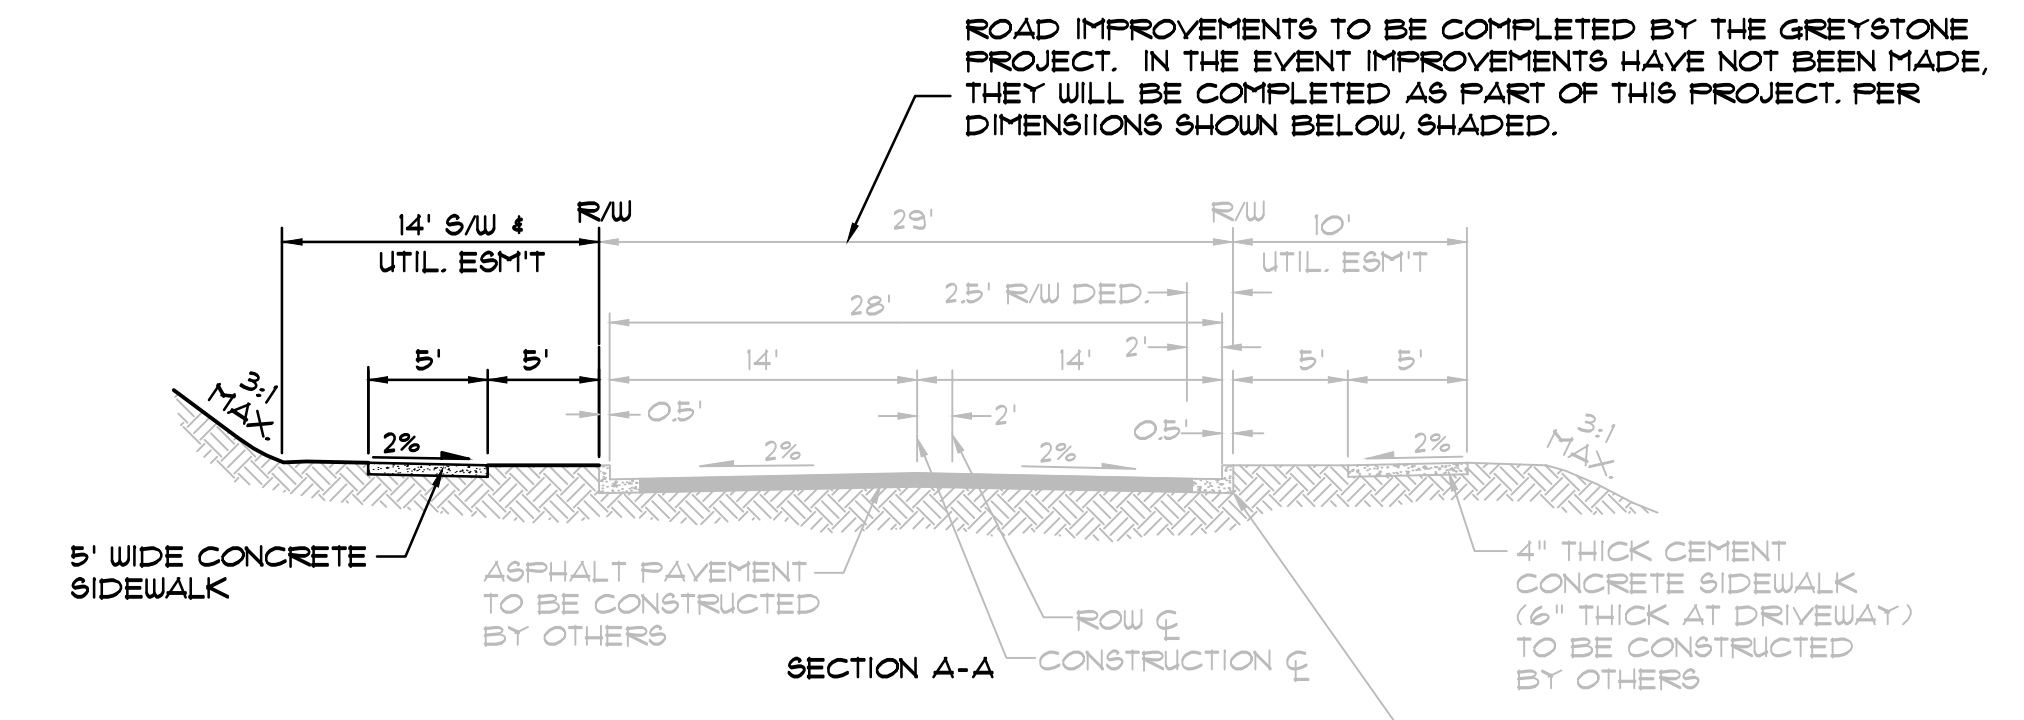 ROAD IMPROVEMENTS TO BE COMPLETED BY THE GREYSTONE
PROJECT. IN THE EVENT IMPROVEMENTS HAVE NOT BEEN MADE,
THEY WILL BE COMPLETED AS PART OF THIS PROJECT. PER
DIMENSIIONS SHOWN BELOW, SHADED.
14' S/W &
UTIL. ESM'T
R/W
29'
R/W
10'
UTIL. ESM'T
2.5' R/W DED.
28'
2'
5'
5'
14'
14'
5'
5'
3:1
MAX.
0.5'
2'
0.5'
3:1
MAX.
2%
2%
2%
2%
5' WIDE CONCRETE
SIDEWALK
ASPHALT PAVEMENT
TO BE CONSTRUCTED
BY OTHERS
ROW ℄
CONSTRUCTION ℄
4" THICK CEMENT
CONCRETE SIDEWALK
(6" THICK AT DRIVEWAY)
TO BE CONSTRUCTED
BY OTHERS
SECTION A-A